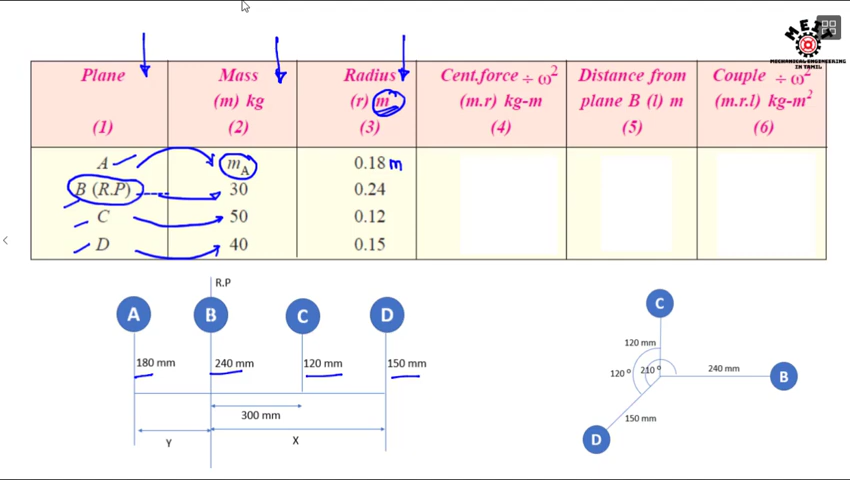 MEIT
MECHANICAL ENGINEERING
IN TAMIL
Plane Mass Radius Cent.force ÷ ω² Distance from Couple ÷ ω²
(m) kg (r) m (m.r) kg-m plane B (l) m (m.r.l) kg-m²
(1) (2) (3) (4) (5) (6)
A mA 0.18 m
B (R.P) 30 0.24
C 50 0.12
D 40 0.15
R.P
A B C D
180 mm 240 mm 120 mm 150 mm
300 mm
Y X
C
120 mm
120 º 210 º 240 mm B
150 mm
D